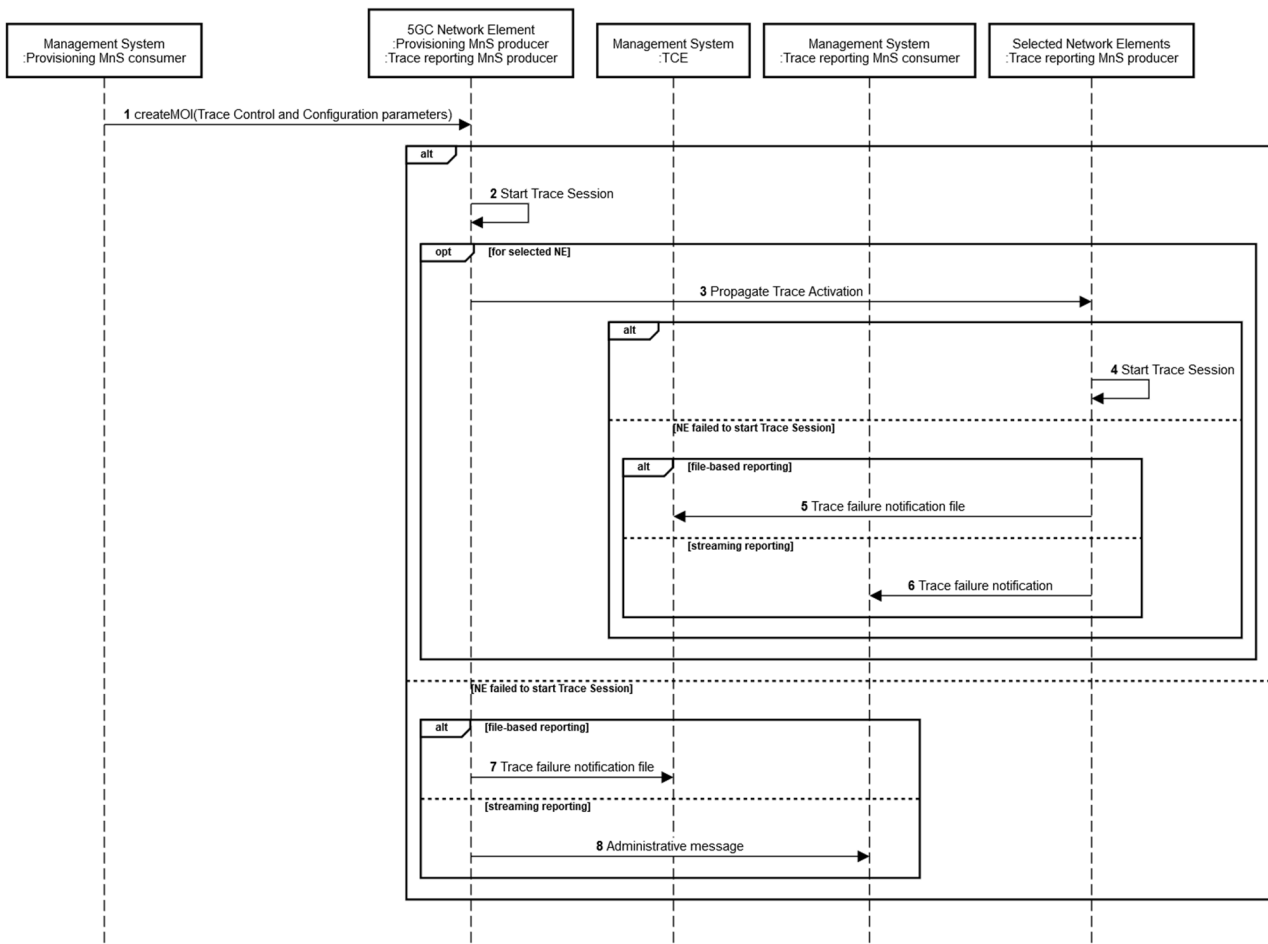 Management System
:Provisioning MnS consumer
5GC Network Element
:Provisioning MnS producer
:Trace reporting MnS producer
Management System
:TCE
Management System
:Trace reporting MnS consumer
Selected Network Elements
:Trace reporting MnS producer
1 createMOI(Trace Control and Configuration parameters)
alt
2 Start Trace Session
opt [for selected NE]
3 Propagate Trace Activation
alt
4 Start Trace Session
[NE failed to start Trace Session]
alt [file-based reporting]
5 Trace failure notification file
[streaming reporting]
6 Trace failure notification
[NE failed to start Trace Session]
alt [file-based reporting]
7 Trace failure notification file
[streaming reporting]
8 Administrative message